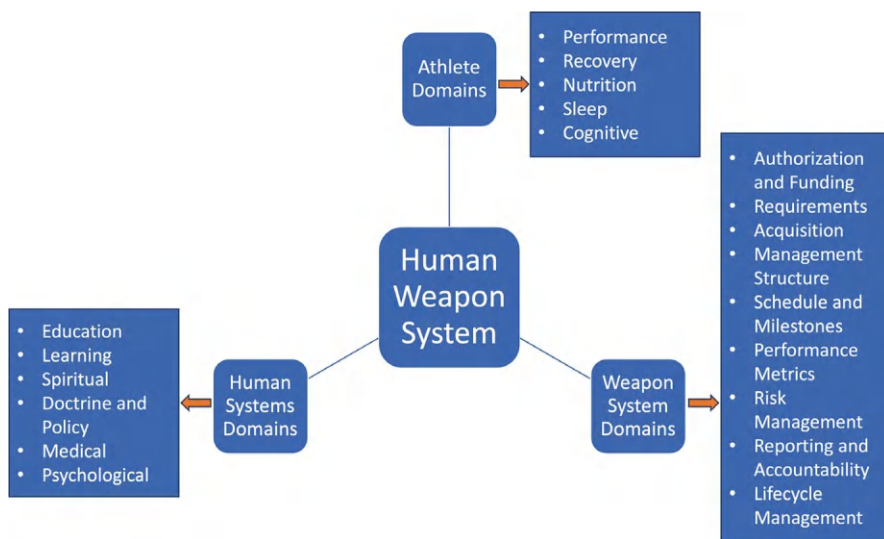 Athlete
Domains
• Performance
• Recovery
• Nutrition
• Sleep
• Cognitive
Human
Weapon
System
Human
Systems
Domains
• Education
• Learning
• Spiritual
• Doctrine and
Policy
• Medical
• Psychological
Weapon
System
Domains
• Authorization
and Funding
• Requirements
• Acquisition
• Management
Structure
• Schedule and
Milestones
• Performance
Metrics
• Risk
Management
• Reporting and
Accountability
• Lifecycle
Management